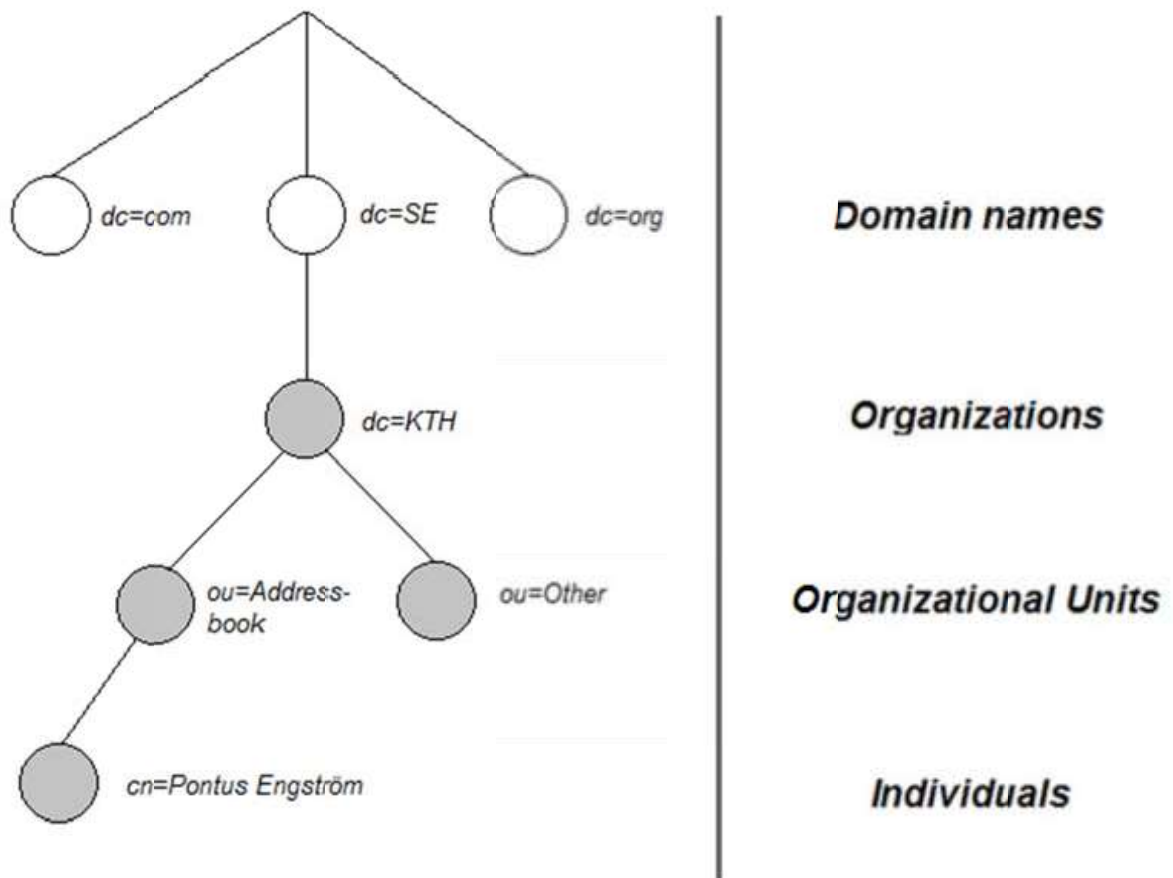 dc=com
dc=SE
dc=org
Domain names
dc=KTH
Organizations
ou=Address-
book
ou=Other
Organizational Units
cn=Pontus Engström
Individuals